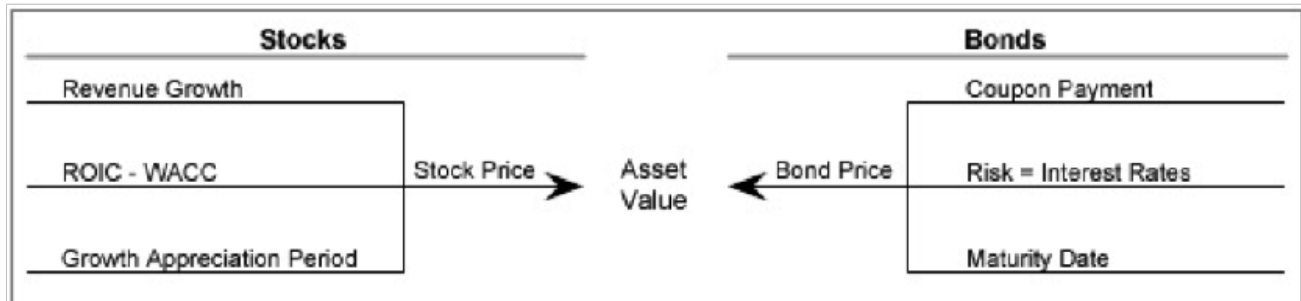 Stocks
Bonds
Revenue Growth
Coupon Payment
ROIC - WACC
Stock Price
Asset
Value
Bond Price
Risk = Interest Rates
Growth Appreciation Period
Maturity Date